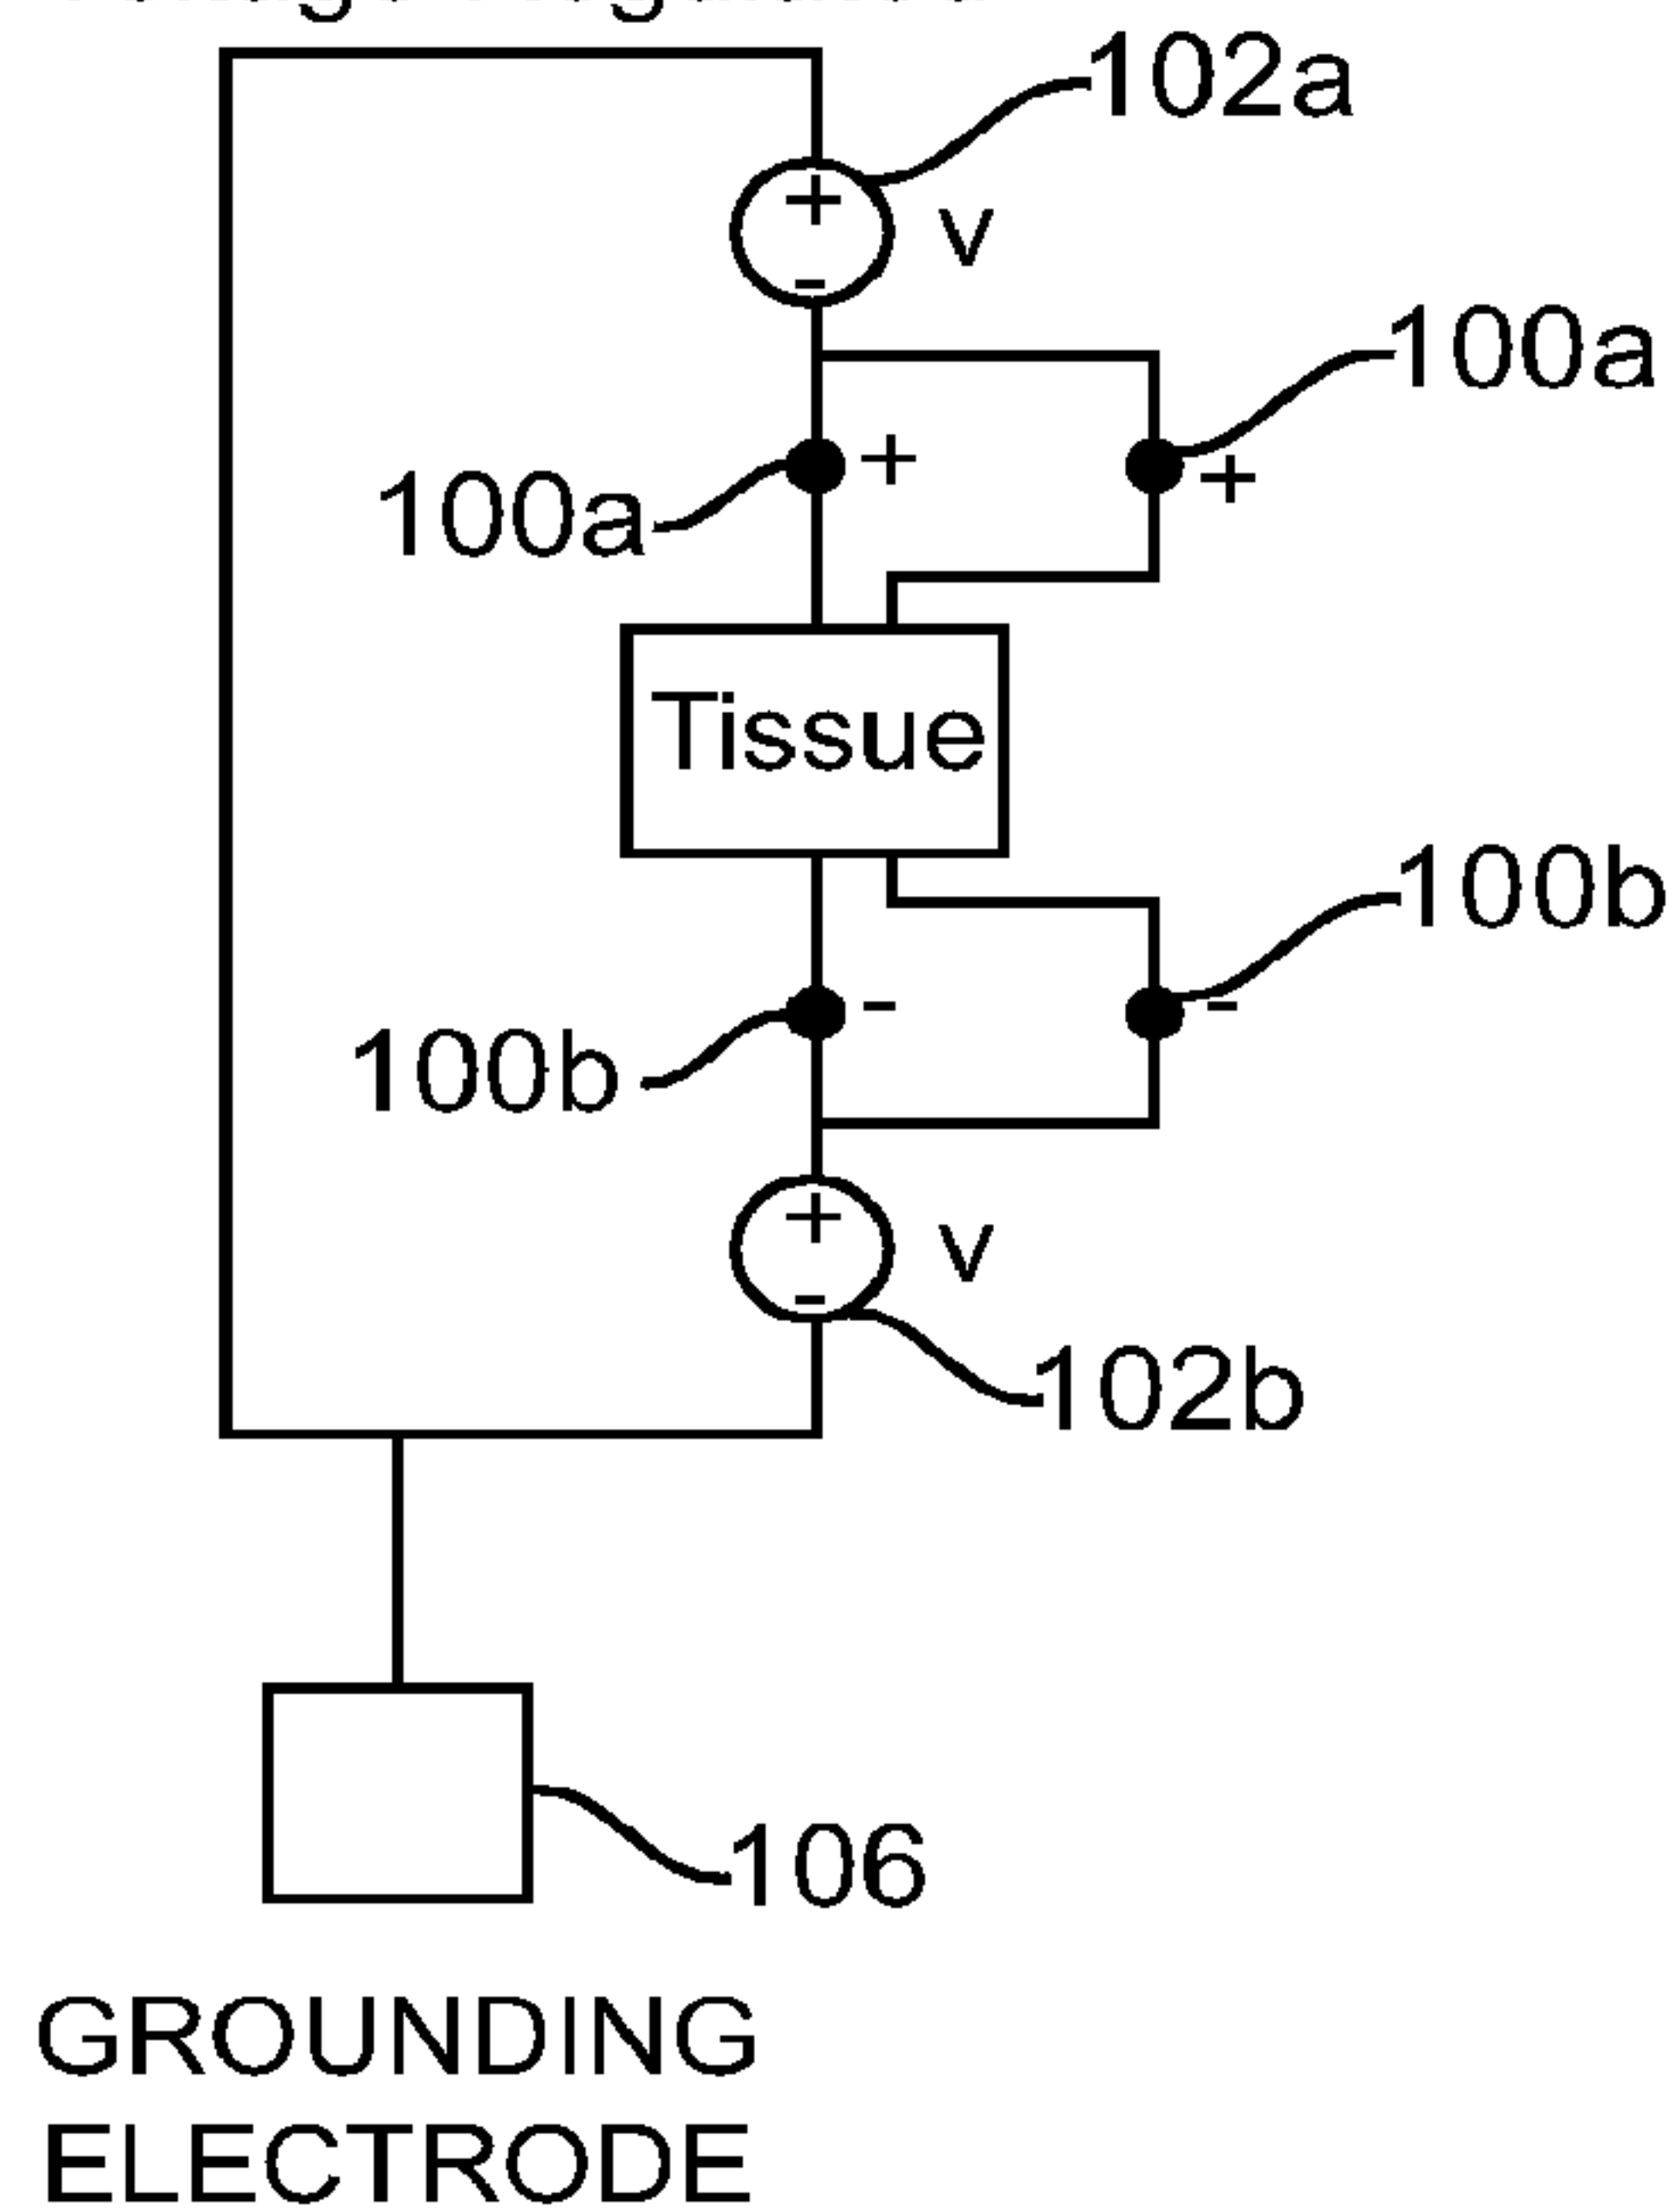 102a
+
v
-
100a
100a
+
+
Tissue
100b
-
-
100b
+
v
-
102b
106
GROUNDING
ELECTRODE